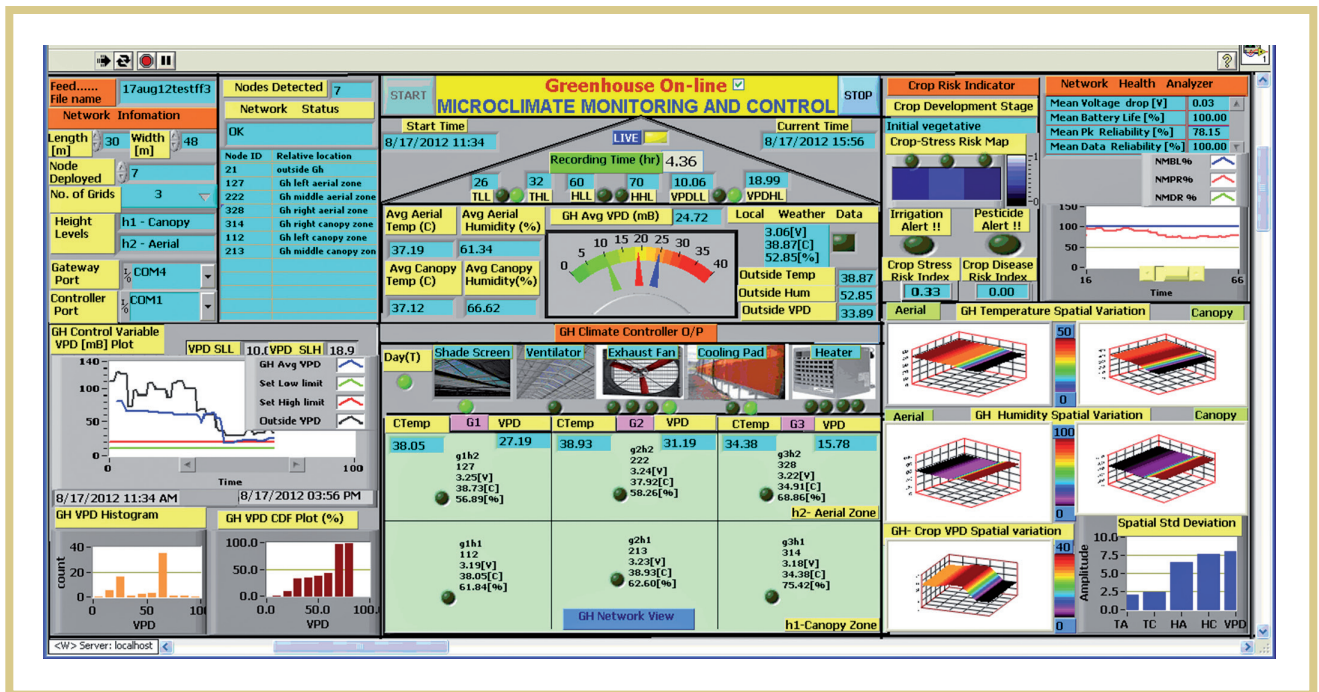 Feed......
File name
17aug12testff3
Network Infomation
Length
[m]
30
Width
[m]
48
Node
Deployed
7
No. of Grids
3
Height
Levels
h1 - Canopy
h2 - Aerial
Gateway
Port
COM4
Controller
Port
COM1
Nodes Detected
7
Network Status
OK
Node ID Relative location
21 outside Gh
127 Gh left aerial zone
222 Gh middle aerial zone
328 Gh right aerial zone
314 Gh right canopy zone
112 Gh left canopy zone
213 Gh middle canopy zon
START
Greenhouse On-line
MICROCLIMATE MONITORING AND CONTROL
STOP
Start Time
8/17/2012 11:34
LIVE
Current Time
8/17/2012 15:56
Recording Time (hr) 4.36
26 32 60 70 10.06 18.99
TLL THL HLL HHL VPDLL VPDHL
Avg Aerial
Temp (C)
37.19
Avg Aerial
Humidity (%)
61.34
Avg Canopy
Temp (C)
37.12
Avg Canopy
Humidity(%)
66.62
GH Avg VPD (mB) 24.72
0 5 10 15 20 25 30 35 40
Local Weather Data
3.06[V]
38.87[C]
52.85[%]
Outside Temp 38.87
Outside Hum 52.85
Outside VPD 33.89
Crop Risk Indicator
Crop Development Stage
Initial vegetative
Crop-Stress Risk Map
1
0
Irrigation
Alert !!
Pesticide
Alert !!
Crop Stress
Risk Index
0.33
Crop Disease
Risk Index
0.00
Network Health Analyzer
Mean Voltage drop [V] 0.03
Mean Battery Life [%] 100.00
Mean Pk Reliability [%] 78.15
Mean Data Reliability [%] 100.00
NMBL%
NMPR%
NMDR %
150
100
50
0
16 66
Time
GH Control Variable
VPD [mB] Plot
VPD SLL 10.0
VPD SLH 18.9
GH Avg VPD
Set Low limit
Set High limit
Outside VPD
140
100
50
0
0 100
Time
8/17/2012 11:34 AM
8/17/2012 03:56 PM
GH Climate Controller O/P
Day(T)
Shade Screen
Ventilator
Exhaust Fan
Cooling Pad
Heater
CTemp G1 VPD
38.05 27.19
g1h2
127
3.25[V]
38.73[C]
56.89[%]
CTemp G2 VPD
38.93 31.19
g2h2
222
3.24[V]
37.92[C]
58.26[%]
CTemp G3 VPD
34.38 15.78
g3h2
328
3.22[V]
34.91[C]
68.86[%]
h2- Aerial Zone
g1h1
112
3.19[V]
38.05[C]
61.84[%]
g2h1
213
3.23[V]
38.93[C]
62.60[%]
g3h1
314
3.18[V]
34.38[C]
75.42[%]
GH Network View
h1-Canopy Zone
Aerial GH Temperature Spatial Variation Canopy
50
0
Aerial GH Humidity Spatial Variation Canopy
100
0
GH- Crop VPD Spatial variation
40
0
Spatial Std Deviation
Amplitude
10.0
7.5
5.0
2.5
0.0
TA TC HA HC VPD
GH VPD Histogram
count
40
20
0
0 50 10
VPD
GH VPD CDF Plot (%)
100.0
50.0
0.0
0.0 50.0 100.
VPD
<W> Server: localhost